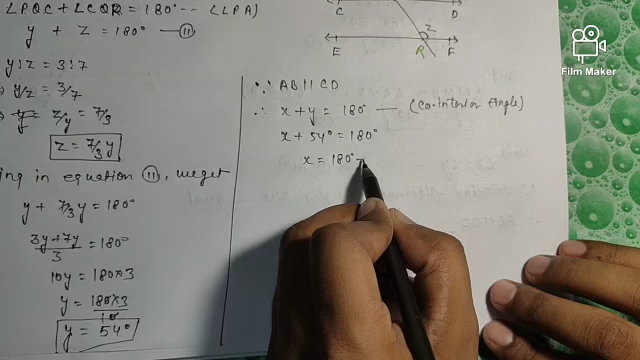 ∠PQC + ∠CQR = 180° -- (LPA)
y + z = 180° — (ii)
y:z = 3:7
y/z = 3/7
z/y = 7/3
z = 7/3 y
ing in equation (ii), we get
y + 7/3 y = 180°
3y+7y/3 = 180°
10y = 180×3
y = 180×3/10
y = 54°
C D
Z
E R F
∵ AB || CD
∴ x + y = 180° — (Co-Interior Angle)
x + 54° = 180°
x = 180° -
Film Maker